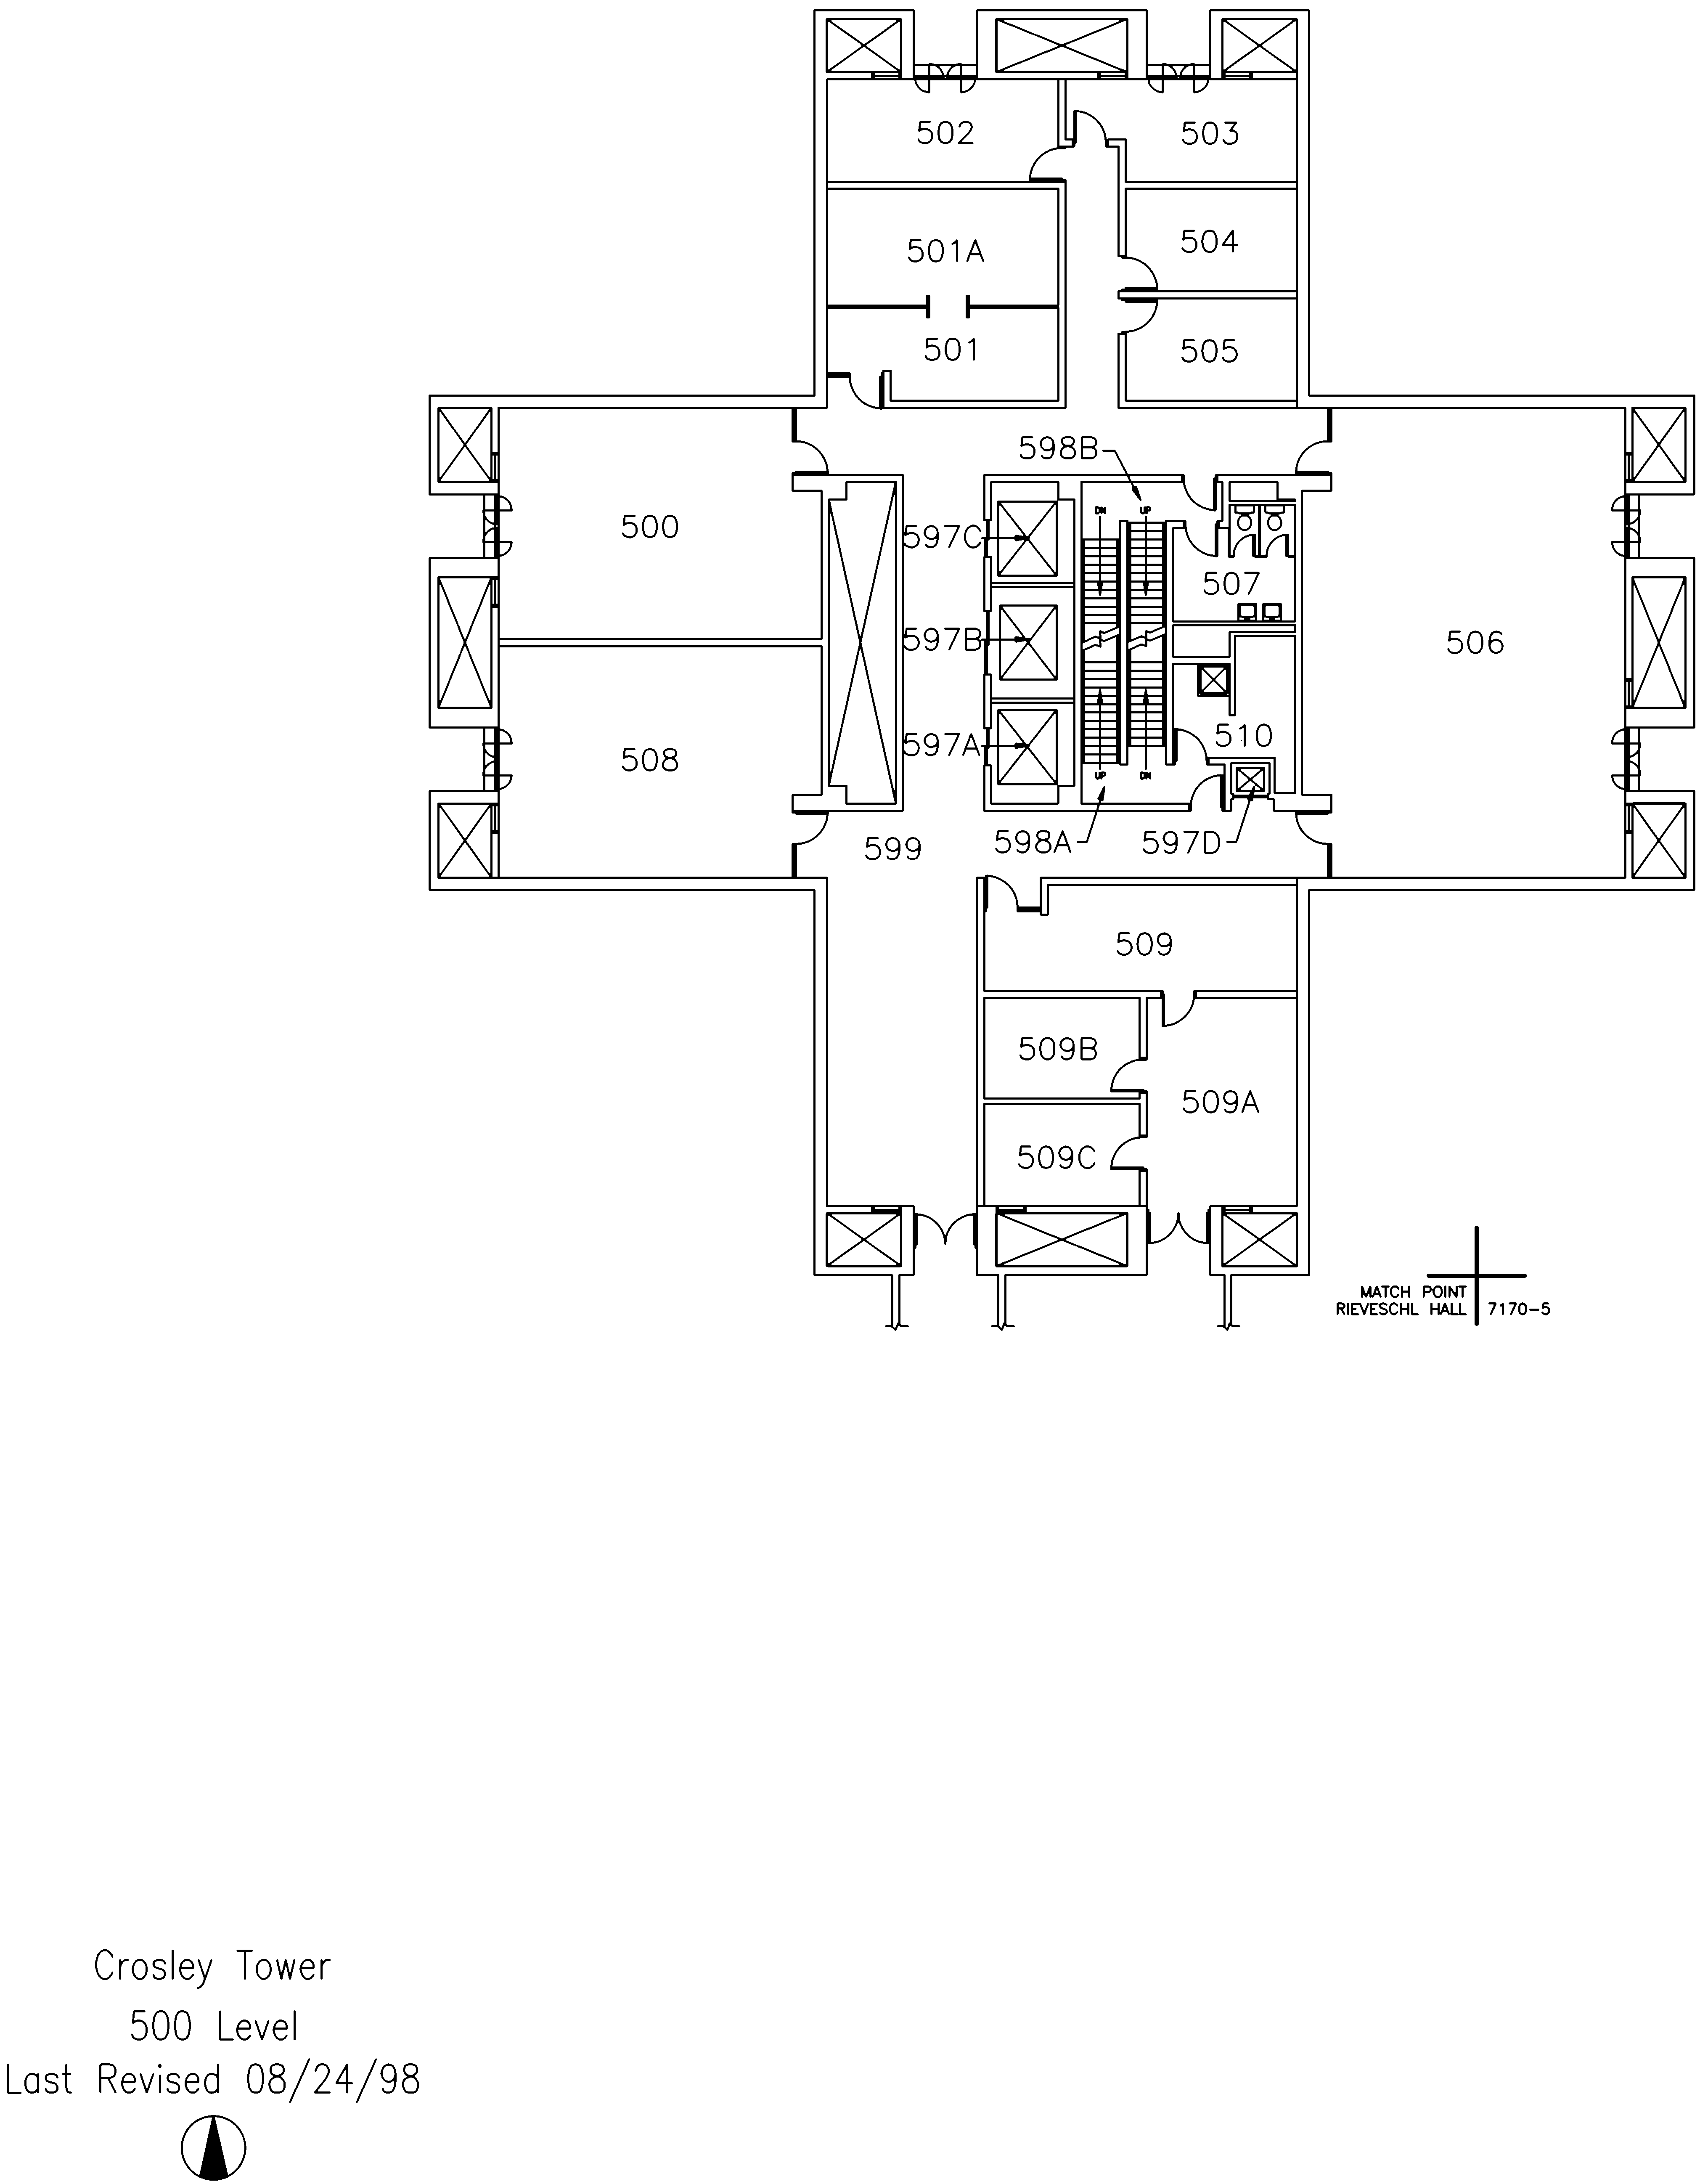 502
503
501A
504
501
505
598B
DN
UP
500
597C
507
597B
506
508
597A
510
UP
DN
599
598A
597D
509
509B
509A
509C
MATCH POINT
RIEVESCHL HALL
7170-5
Crosley Tower
500 Level
Last Revised 08/24/98